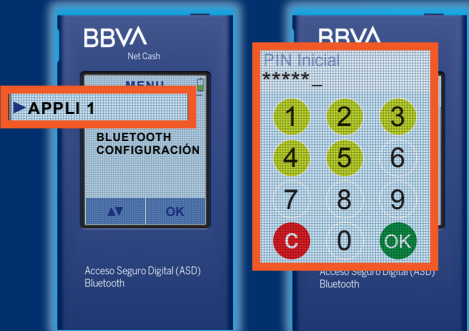 BBVA
Net Cash
MENU
►APPLI 1
BLUETOOTH
CONFIGURACIÓN
▲▼ OK
Acceso Seguro Digital (ASD)
Bluetooth
BBVA
PIN Inicial
*****_
1 2 3
4 5 6
7 8 9
C 0 OK
Acceso Seguro Digital (ASD)
Bluetooth